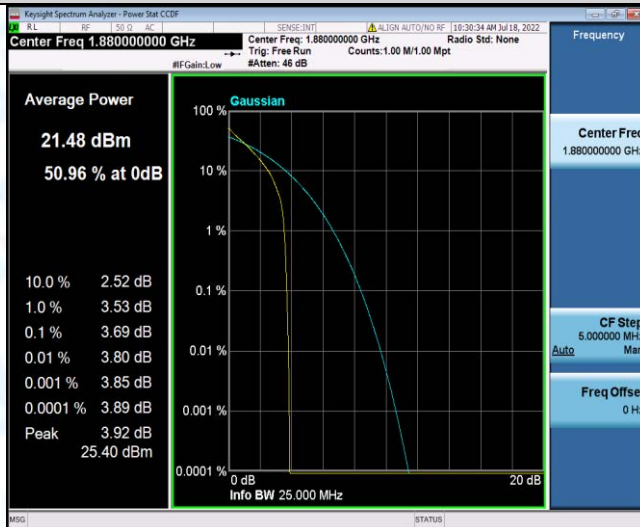 Keysight Spectrum Analyzer - Power Stat CCDF
RL RF 50 Ω AC SENSE:INT ALIGN AUTO/NO RF 10:30:34 AM Jul 18, 2022
Center Freq 1.880000000 GHz
Center Freq: 1.880000000 GHz Radio Std: None
Trig: Free Run Counts:1.00 M/1.00 Mpt
#IFGain:Low #Atten: 46 dB
Frequency
Average Power
21.48 dBm
50.96 % at 0dB
10.0 % 2.52 dB
1.0 % 3.53 dB
0.1 % 3.69 dB
0.01 % 3.80 dB
0.001 % 3.85 dB
0.0001 % 3.89 dB
Peak 3.92 dB
25.40 dBm
Gaussian
100 %
10 %
1 %
0.1 %
0.01 %
0.001 %
0.0001 %
0 dB 20 dB
Info BW 25.000 MHz
Center Freq
1.880000000 GHz
CF Step
5.000000 MHz
Auto Man
Freq Offset
0 Hz
MSG STATUS